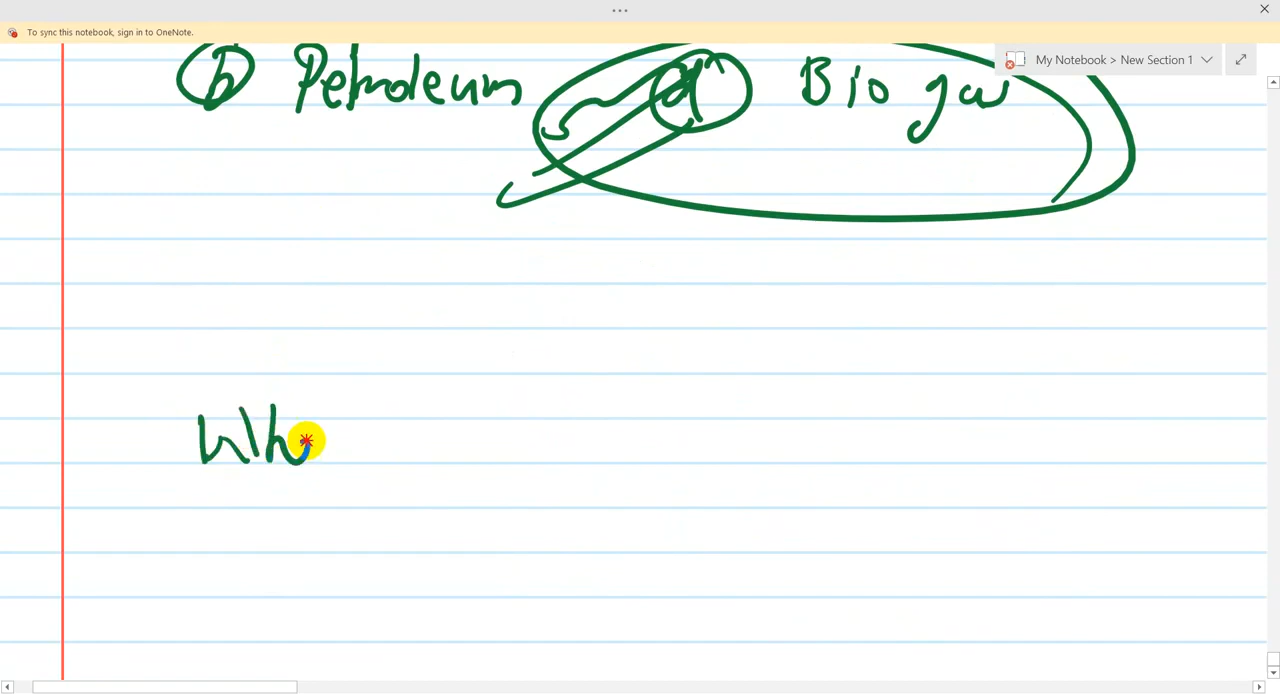 To sync this notebook, sign in to OneNote.
My Notebook > New Section 1
b Petroleum d Bio gas
Wh